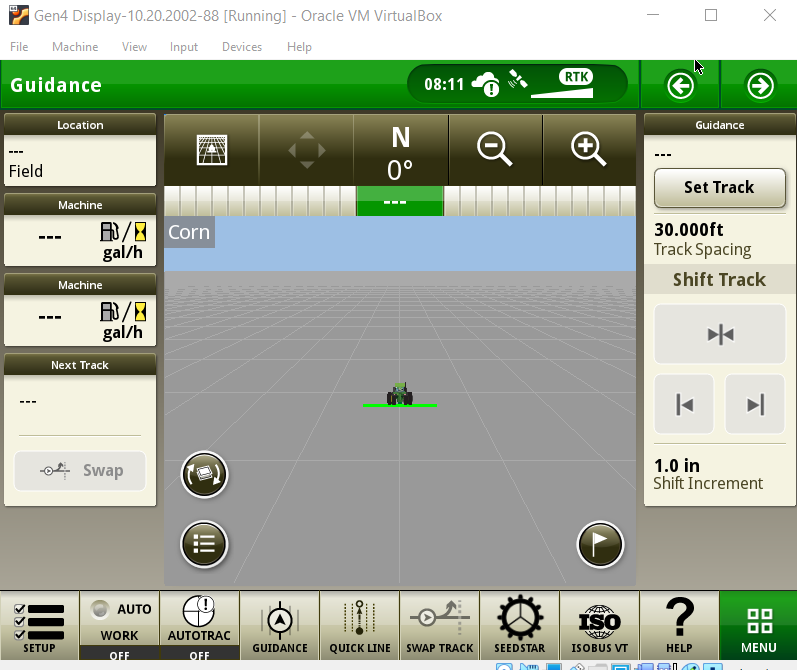 Gen4 Display-10.20.2002-88 [Running] - Oracle VM VirtualBox
File Machine View Input Devices Help
Guidance
08:11
RTK
Location
---
Field
Machine
---
gal/h
Machine
---
gal/h
Next Track
---
Swap
N
0°
---
Corn
Guidance
---
Set Track
30.000ft
Track Spacing
Shift Track
1.0 in
Shift Increment
SETUP
AUTO
WORK
OFF
AUTOTRAC
OFF
GUIDANCE
QUICK LINE
SWAP TRACK
SEEDSTAR
ISO
ISOBUS VT
?
HELP
MENU